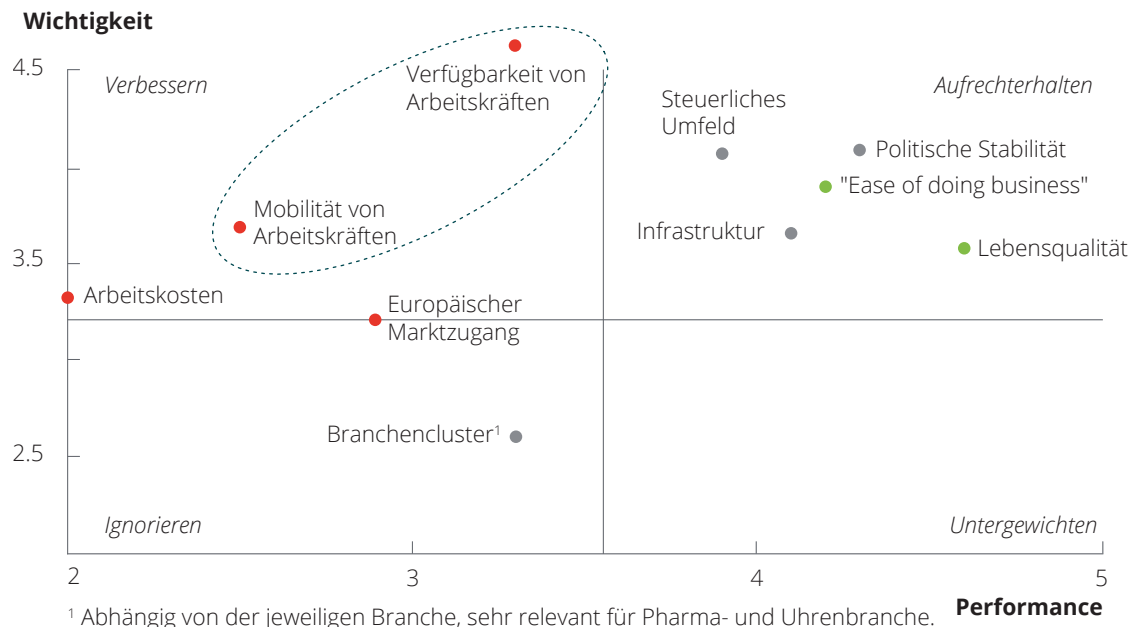 Wichtigkeit
4.5
Verbessern
Verfügbarkeit von
Arbeitskräften
Steuerliches
Umfeld
Aufrechterhalten
Politische Stabilität
"Ease of doing business"
Mobilität von
Arbeitskräften
Infrastruktur
Lebensqualität
3.5
Arbeitskosten
Europäischer
Marktzugang
Branchencluster¹
2.5
Ignorieren
Untergewichten
2
3
4
5
¹ Abhängig von der jeweiligen Branche, sehr relevant für Pharma- und Uhrenbranche.
Performance